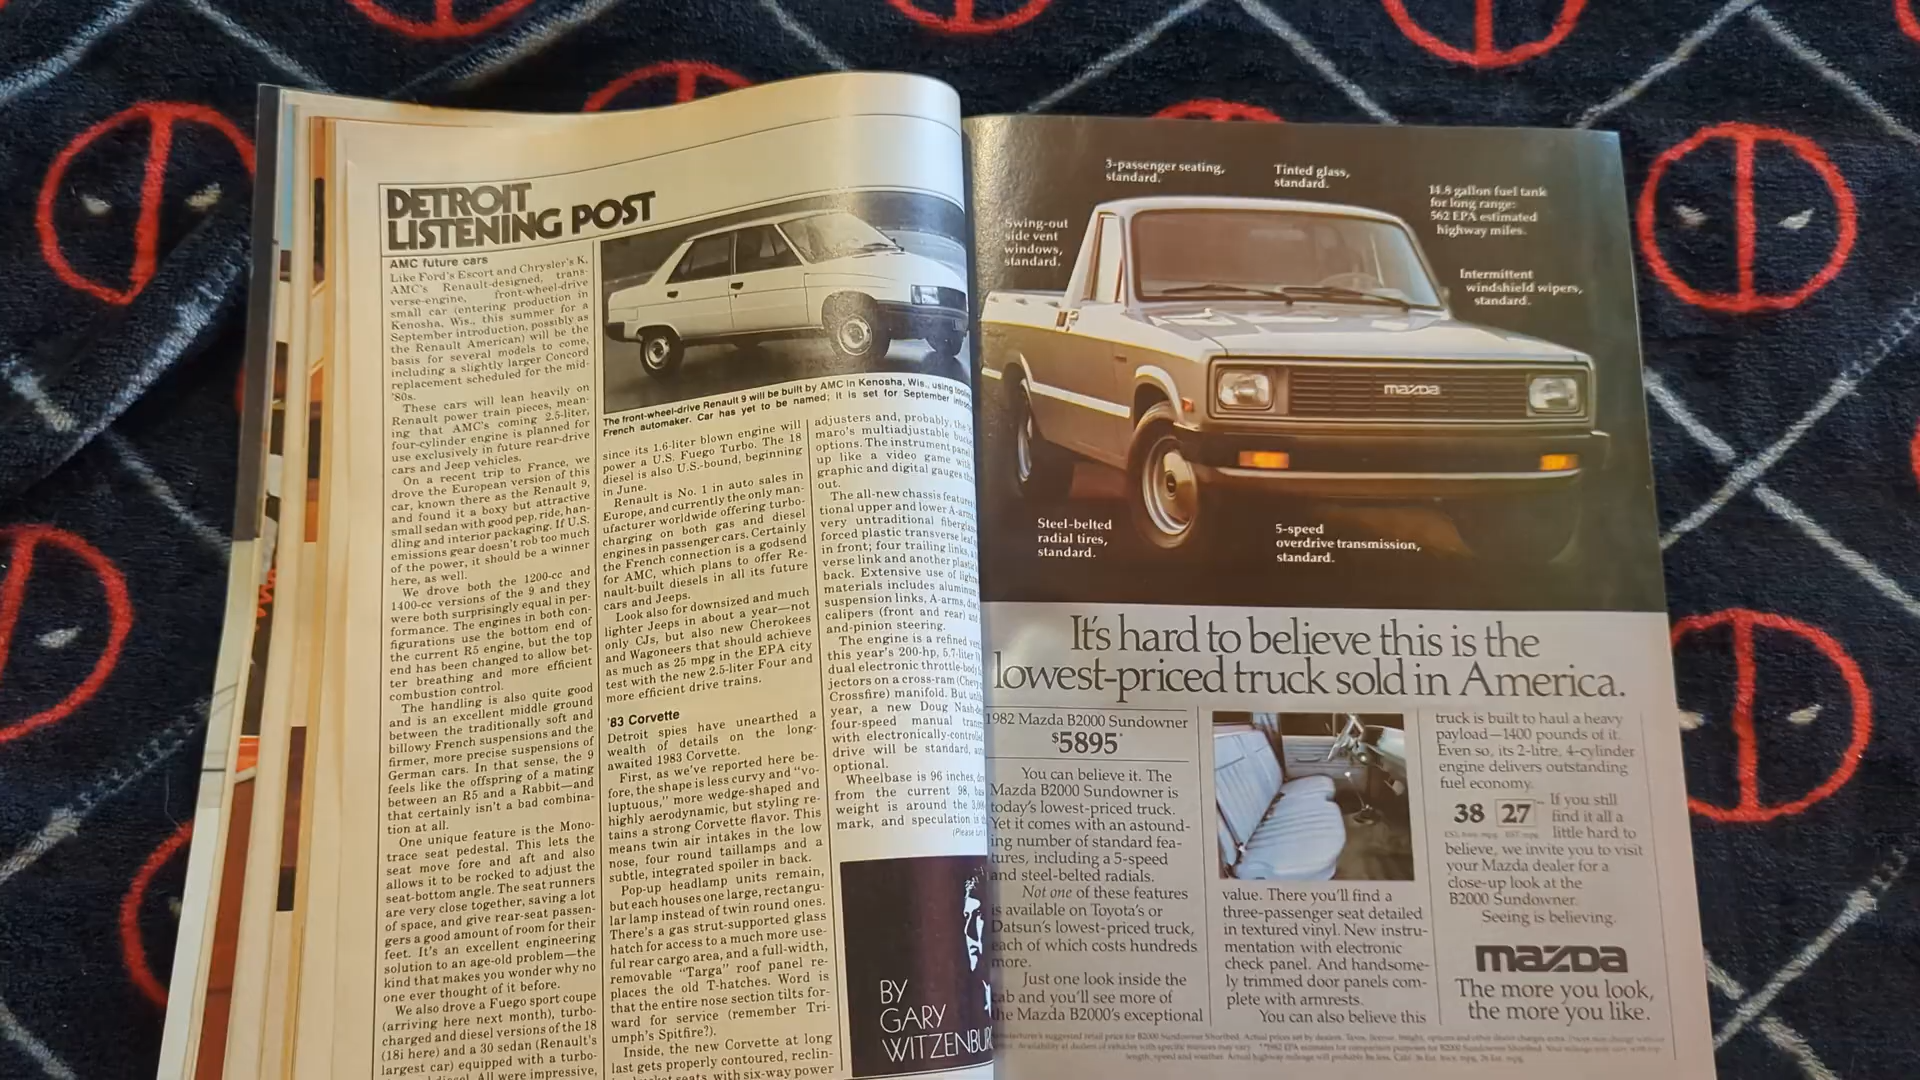 DETROIT
LISTENING POST
AMC future cars
Like Ford's Escort and Chrysler's K,
AMC's Renault-designed, trans-
verse-engine, front-wheel-drive
small car (entering production in
Kenosha, Wis., this summer for a
September introduction, possibly as
the Renault American) will be the
basis for several models to come,
including a slightly larger Concord
replacement scheduled for the mid-
'80s.
These cars will lean heavily on
Renault power train pieces, mean-
ing that AMC's coming 2.5-liter,
four-cylinder engine is planned for
use exclusively in future rear-drive
cars and Jeep vehicles.
On a recent trip to France, we
drove the European version of this
car, known there as the Renault 9,
and found it a boxy but attractive
small sedan with good pep, ride, han-
dling and interior packaging. If U.S.
emissions gear doesn't rob too much
of the power, it should be a winner
here, as well.
We drove both the 1200-cc and
1400-cc versions of the 9 and they
were both surprisingly equal in per-
formance. The engines in both con-
figurations use the bottom end of
the current R5 engine, but the top
end has been changed to allow bet-
ter breathing and more efficient
combustion control.
The handling is also quite good
and is an excellent middle ground
between the traditionally soft and
billowy French suspensions and the
firmer, more precise suspensions of
German cars. In that sense, the 9
feels like the offspring of a mating
between an R5 and a Rabbit—and
that certainly isn't a bad combina-
tion at all.
One unique feature is the Mono-
trace seat pedestal. This lets the
seat move fore and aft and also
allows it to be rocked to adjust the
seat-bottom angle. The seat runners
are very close together, saving a lot
of space, and give rear-seat passen-
gers a good amount of room for their
feet. It's an excellent engineering
solution to an age-old problem—the
kind that makes you wonder why no
one ever thought of it before.
We also drove a Fuego sport coupe
(arriving here next month), turbo-
charged and diesel versions of the 18
(18i here) and a 30 sedan (Renault's
largest car) equipped with a turbo-
All were impressive,
The front-wheel-drive Renault 9 will be built by AMC in Kenosha, Wis., using
French automaker. Car has yet to be named; it is set for September
since its 1.6-liter blown engine will
power a U.S. Fuego Turbo. The 18
diesel is also U.S.-bound, beginning
in June.
Renault is No. 1 in auto sales in
Europe, and currently the only man-
ufacturer worldwide offering turbo-
charging on both gas and diesel
engines in passenger cars. Certainly
the French connection is a godsend
for AMC, which plans to offer Re-
nault-built diesels in all its future
cars and Jeeps.
Look also for downsized and much
lighter Jeeps in about a year—not
only CJs, but also new Cherokees
and Wagoneers that should achieve
as much as 25 mpg in the EPA city
test with the new 2.5-liter Four and
more efficient drive trains.
'83 Corvette
Detroit spies have unearthed a
wealth of details on the long-
awaited 1983 Corvette.
First, as we've reported here be-
fore, the shape is less curvy and "vo-
luptuous," more wedge-shaped and
highly aerodynamic, but styling re-
tains a strong Corvette flavor. This
means twin air intakes in the low
nose, four round taillamps and a
subtle, integrated spoiler in back.
Pop-up headlamp units remain,
but each houses one large, rectangu-
lar lamp instead of twin round ones.
There's a gas strut-supported glass
hatch for access to a much more use-
ful rear cargo area, and a full-width,
removable "Targa" roof panel re-
places the old T-hatches. Word is
that the entire nose section tilts for-
ward for service (remember Tri-
umph's Spitfire?).
Inside, the new Corvette at long
last gets properly contoured, reclin-
seats, with six-way power
adjusters and, probably,
maro's multiadjustable
options. The instrument
up like a video game with
graphic and digital gauges
out.
The all-new chassis
tional upper and lower A-arms,
very untraditional
forced plastic transverse leaf
in front; four trailing links,
verse link and another plastic
back. Extensive use of
materials includes
suspension links, A-arms,
calipers (front and rear)
and-pinion steering.
The engine is a refined
this year's 200-hp, 5.7-liter
dual electronic throttle-body
jectors on a cross-ram
Crossfire) manifold. But
year, a new Doug
four-speed manual
with electronically-controlled
drive will be standard,
optional.
Wheelbase is 96 inches,
from the current 98,
weight is around the
mark, and speculation is
(Please
BY
GARY
WITZENBURG
3-passenger seating,
standard.
Tinted glass,
standard.
14.8 gallon fuel tank
for long range:
562 EPA estimated
highway miles.
Swing-out
side vent
windows,
standard.
Intermittent
windshield wipers,
standard.
mazda
Steel-belted
radial tires,
standard.
5-speed
overdrive transmission,
standard.
It's hard to believe this is the
lowest-priced truck sold in America.
1982 Mazda B2000 Sundowner
$5895*
You can believe it. The
Mazda B2000 Sundowner is
today's lowest-priced truck.
Yet it comes with an astound-
ing number of standard fea-
tures, including a 5-speed
and steel-belted radials.
Not one of these features
is available on Toyota's or
Datsun's lowest-priced truck,
each of which costs hundreds
more.
Just one look inside the
cab and you'll see more of
the Mazda B2000's exceptional
value. There you'll find a
three-passenger seat detailed
in textured vinyl. New instru-
mentation with electronic
check panel. And handsome-
ly trimmed door panels com-
plete with armrests.
You can also believe this
truck is built to haul a heavy
payload—1400 pounds of it.
Even so, its 2-litre, 4-cylinder
engine delivers outstanding
fuel economy.
38 27
If you still
find it all a
little hard to
believe, we invite you to visit
your Mazda dealer for a
close-up look at the
B2000 Sundowner.
Seeing is believing.
mazda
The more you look,
the more you like.